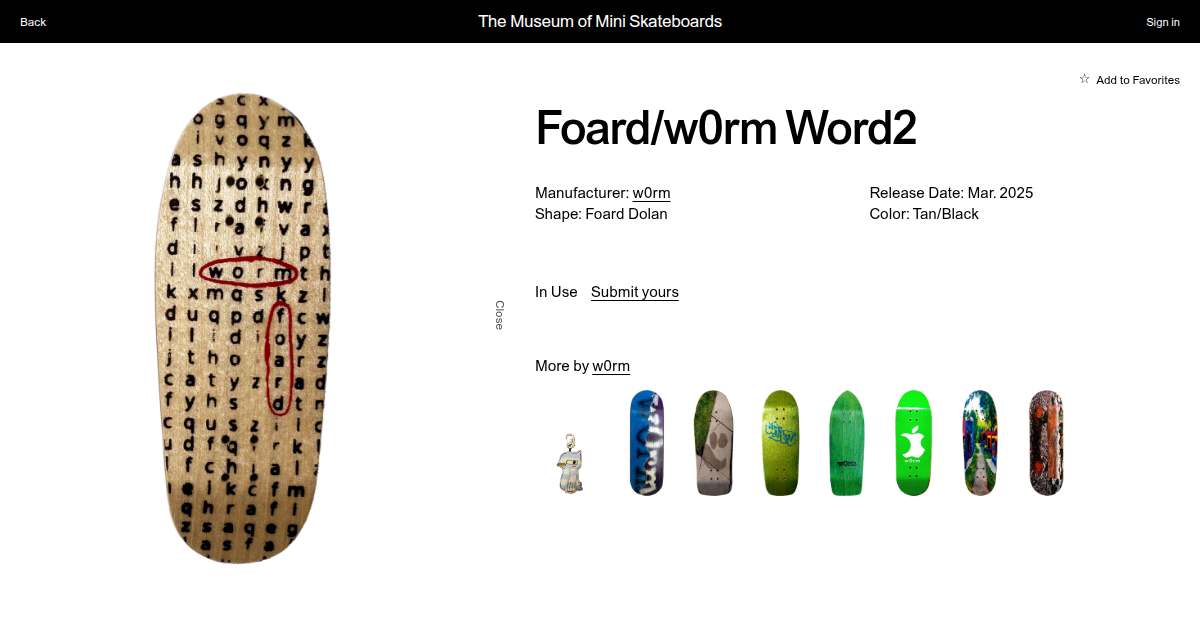 Back
The Museum of Mini Skateboards
Sign in
☆ Add to Favorites
Foard/w0rm Word2
Manufacturer: w0rm
Release Date: Mar. 2025
Shape: Foard Dolan
Color: Tan/Black
In Use Submit yours
Close
More by w0rm
s c x
o g q y m
i v o q z k
a s h y n y y
h h j o x n g
e s z d h w r
d i i v z j p t
i l w o r m t h
k x m q s k z l
d u q p d f c w
i l i d i o y z
j t h o a r z
c a t y z r a d
f y h s d t n
c q u s z i l c
u d f q i r k
l f c h j a l
e i k c f m
q h r a f i
z s a q e g
a s f a